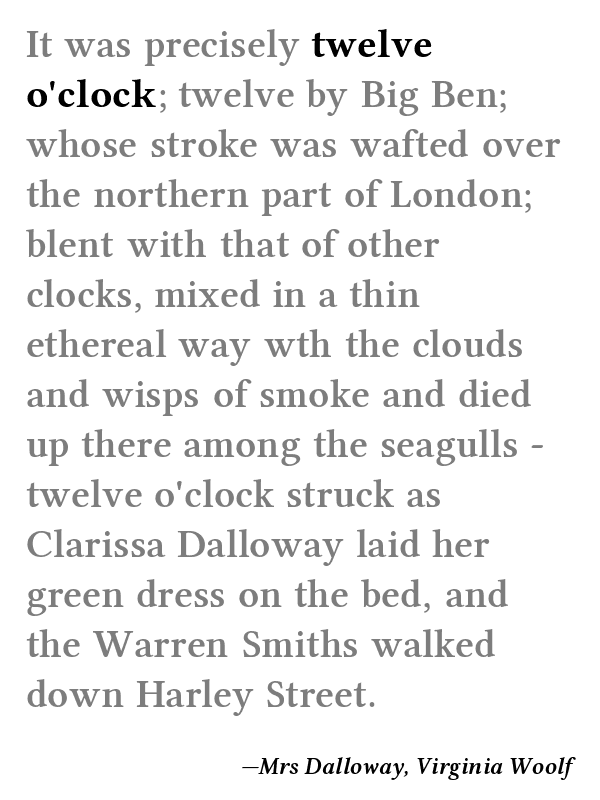 It was precisely twelve
o'clock; twelve by Big Ben;
whose stroke was wafted over
the northern part of London;
blent with that of other
clocks, mixed in a thin
ethereal way wth the clouds
and wisps of smoke and died
up there among the seagulls -
twelve o'clock struck as
Clarissa Dalloway laid her
green dress on the bed, and
the Warren Smiths walked
down Harley Street.
—Mrs Dalloway, Virginia Woolf